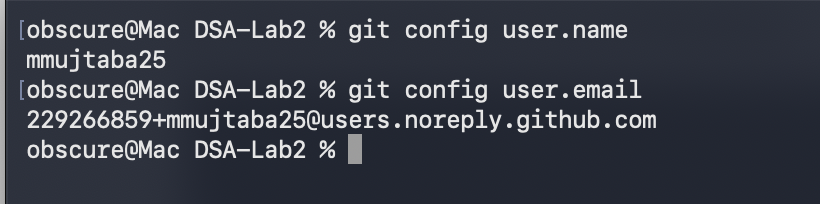 [obscure@Mac DSA-Lab2 % git config user.name
mmujtaba25
[obscure@Mac DSA-Lab2 % git config user.email
229266859+mmujtaba25@users.noreply.github.com
obscure@Mac DSA-Lab2 %